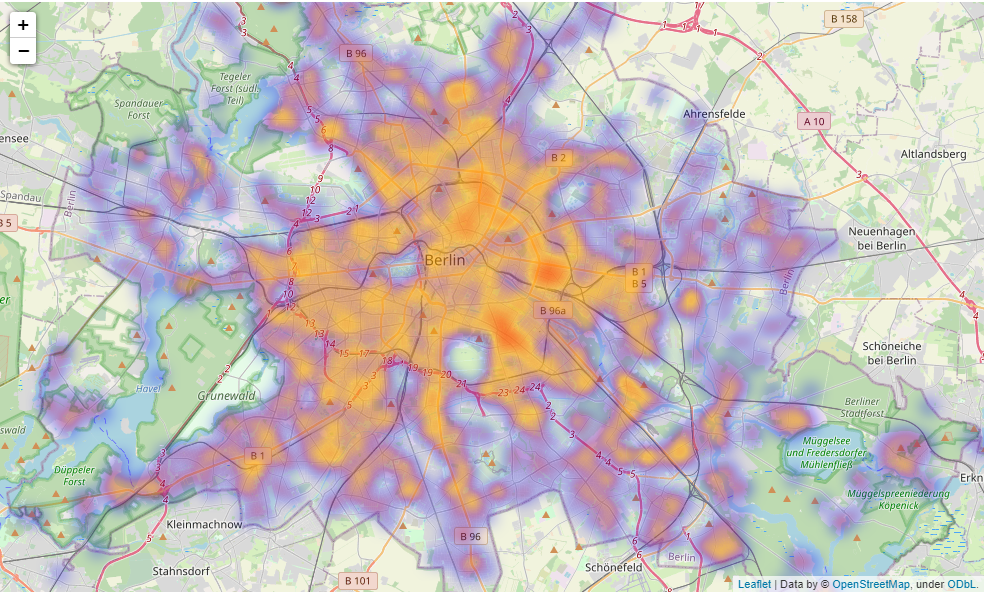 +
−
B 96
B 158
Tegeler
Forst (südl.
Teil)
Spandauer
Forst
Ahrensfelde
A 10
B 2
Altlandsberg
Spandau
Berlin
B 5
Neuenhagen
bei Berlin
Berlin
B 1
B 5
Berlin
B 96a
Schöneiche
bei Berlin
Havel
Grunewald
Berliner
Stadtforst
Müggelsee
und Fredersdorfer
Mühlenfließ
B 1
Düppeler
Forst
Müggelspreeniederung
Köpenick
Erkn
Kleinmachnow
B 96
Stahnsdorf
B 101
Schönefeld
Berlin
Leaflet | Data by © OpenStreetMap, under ODbL.